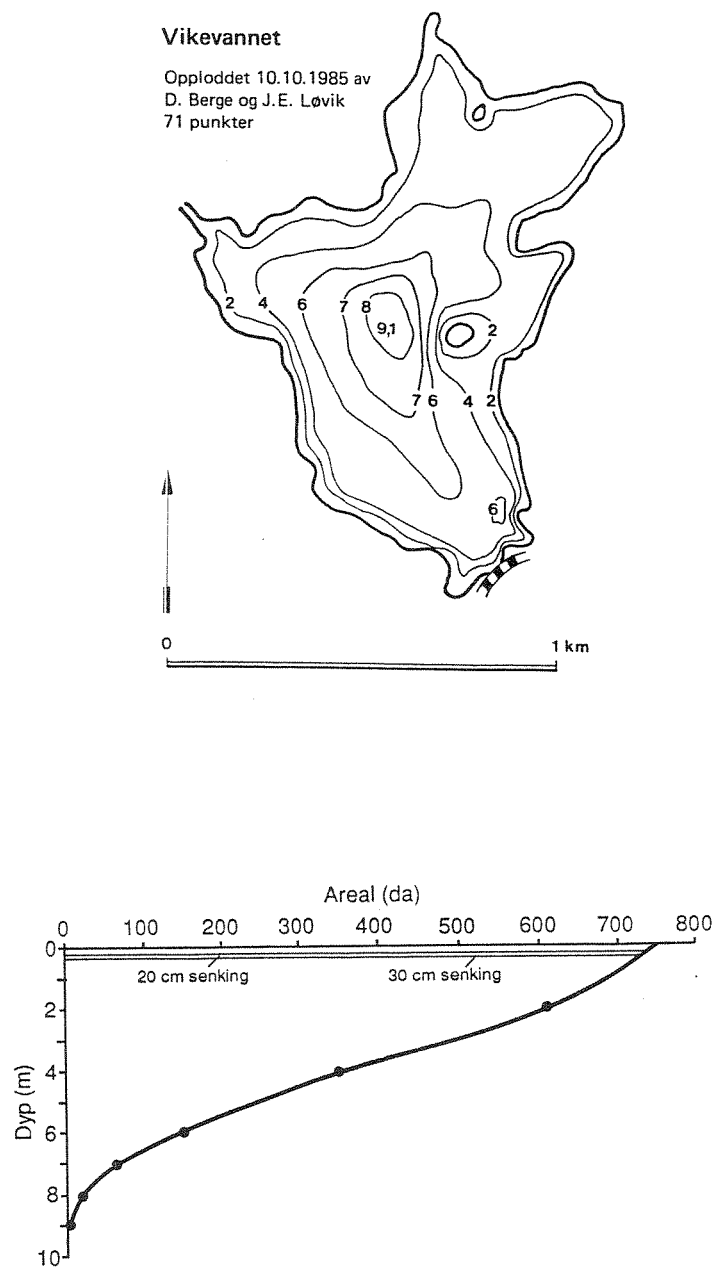 Vikevannet
Opploddet 10.10.1985 av
D. Berge og J.E. Løvik
71 punkter
2 4 6 7 8
9,1
2
7 6 4 2
6
0 1 km
Areal (da)
0 100 200 300 400 500 600 700 800
0
20 cm senking 30 cm senking
2
4
Dyp (m)
6
8
10